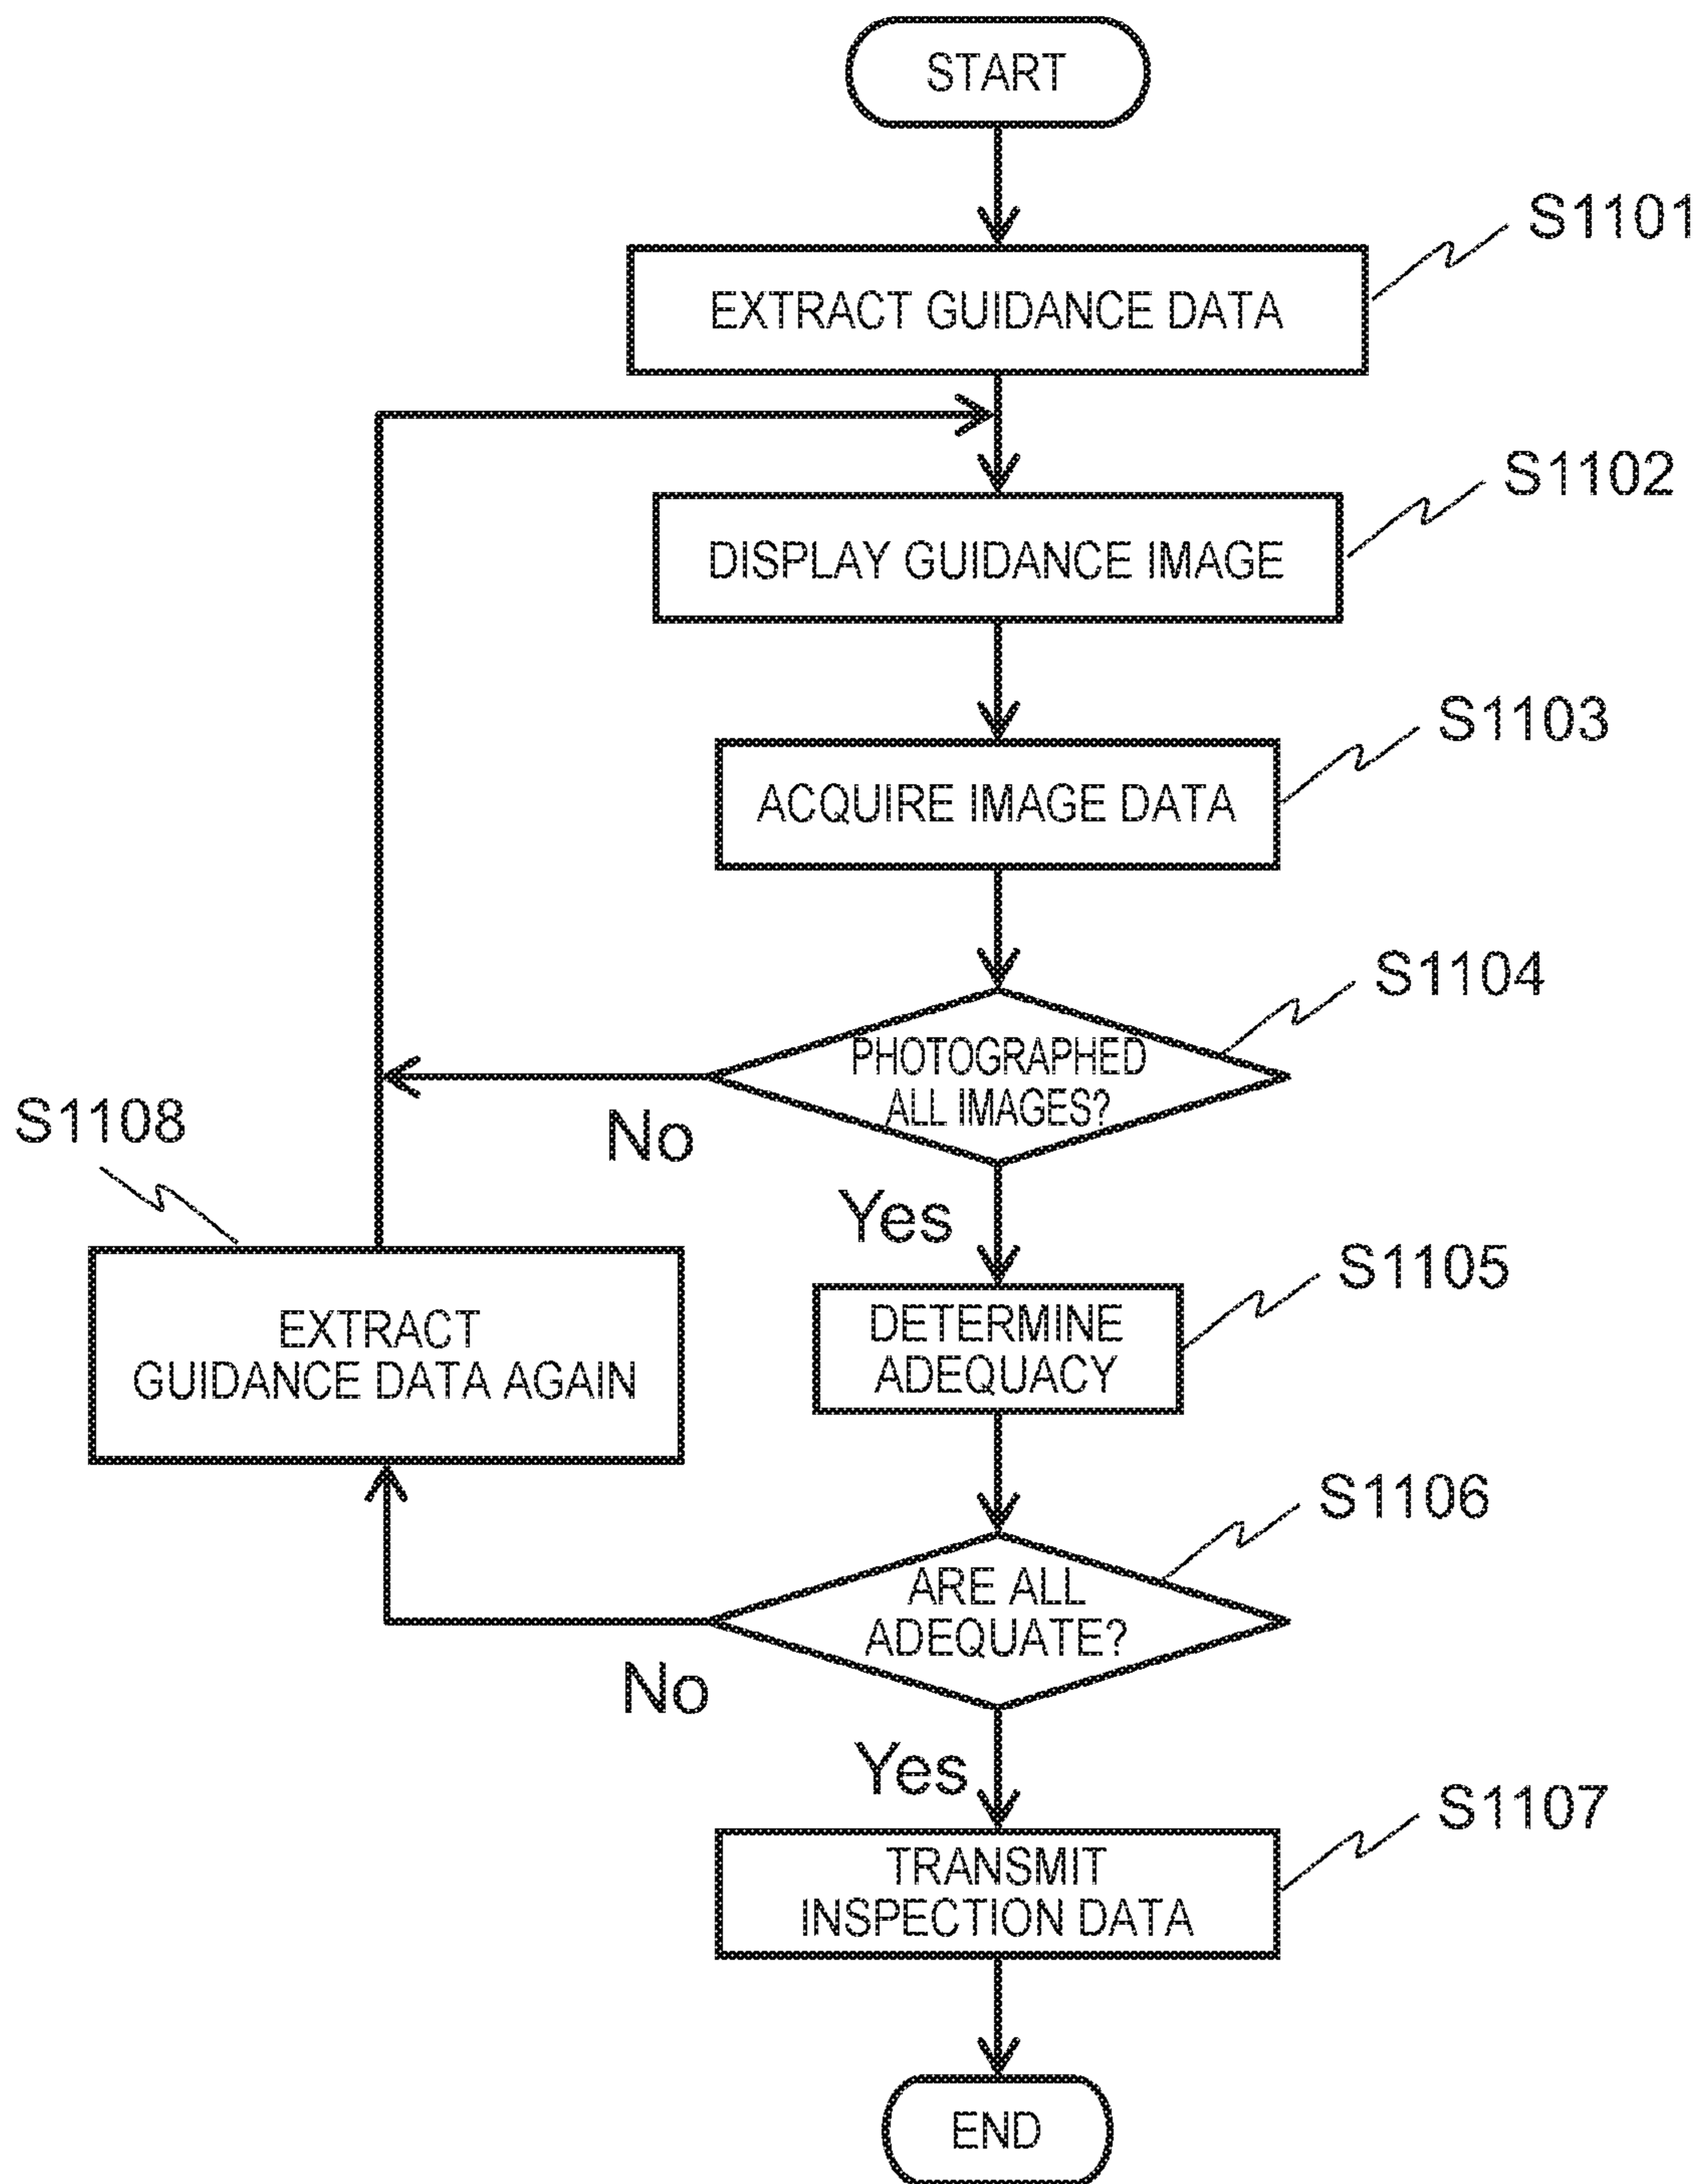 START
S1101
EXTRACT GUIDANCE DATA
S1102
DISPLAY GUIDANCE IMAGE
S1103
ACQUIRE IMAGE DATA
S1104
PHOTOGRAPHED
ALL IMAGES?
No
S1108
Yes
S1105
EXTRACT
GUIDANCE DATA AGAIN
DETERMINE
ADEQUACY
S1106
ARE ALL
ADEQUATE?
No
Yes
S1107
TRANSMIT
INSPECTION DATA
END